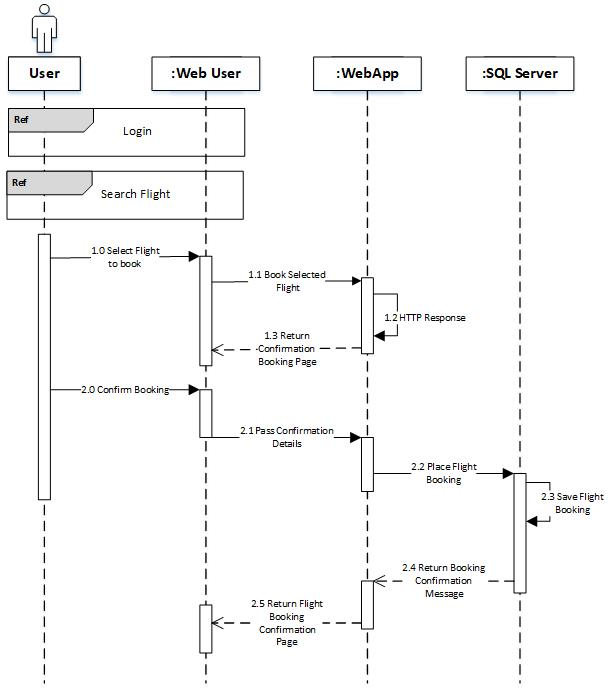 User
:Web User
:WebApp
:SQL Server
Ref
Login
Ref
Search Flight
1.0 Select Flight
to book
1.1 Book Selected
Flight
1.2 HTTP Response
1.3 Return
Confirmation
Booking Page
2.0 Confirm Booking
2.1 Pass Confirmation
Details
2.2 Place Flight
Booking
2.3 Save Flight
Booking
2.4 Return Booking
Confirmation
Message
2.5 Return Flight
Booking
Confirmation
Page